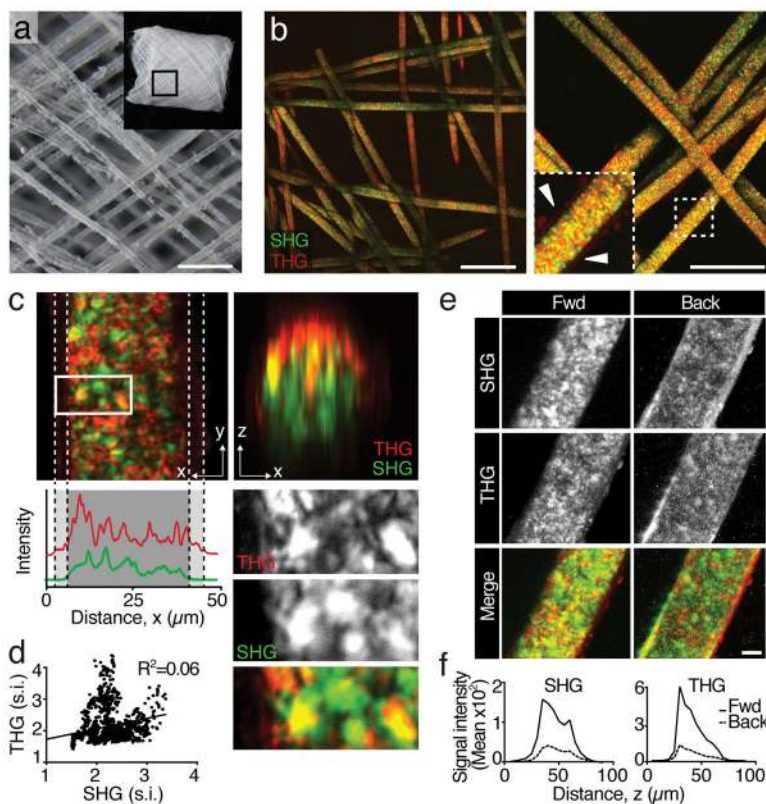 a
b
SHG
THG
c
y
x
z
x
THG
SHG
Intensity
0
25
50
Distance, x (µm)
THG
SHG
d
R²=0.06
THG (s.i.)
4
3
2
1
1
2
3
4
SHG (s.i.)
e
Fwd
Back
SHG
THG
Merge
f
SHG
THG
Signal intensity
(Mean x10²)
2
1
0
6
3
0
Fwd
Back
0
50
100
0
50
100
Distance, z (µm)